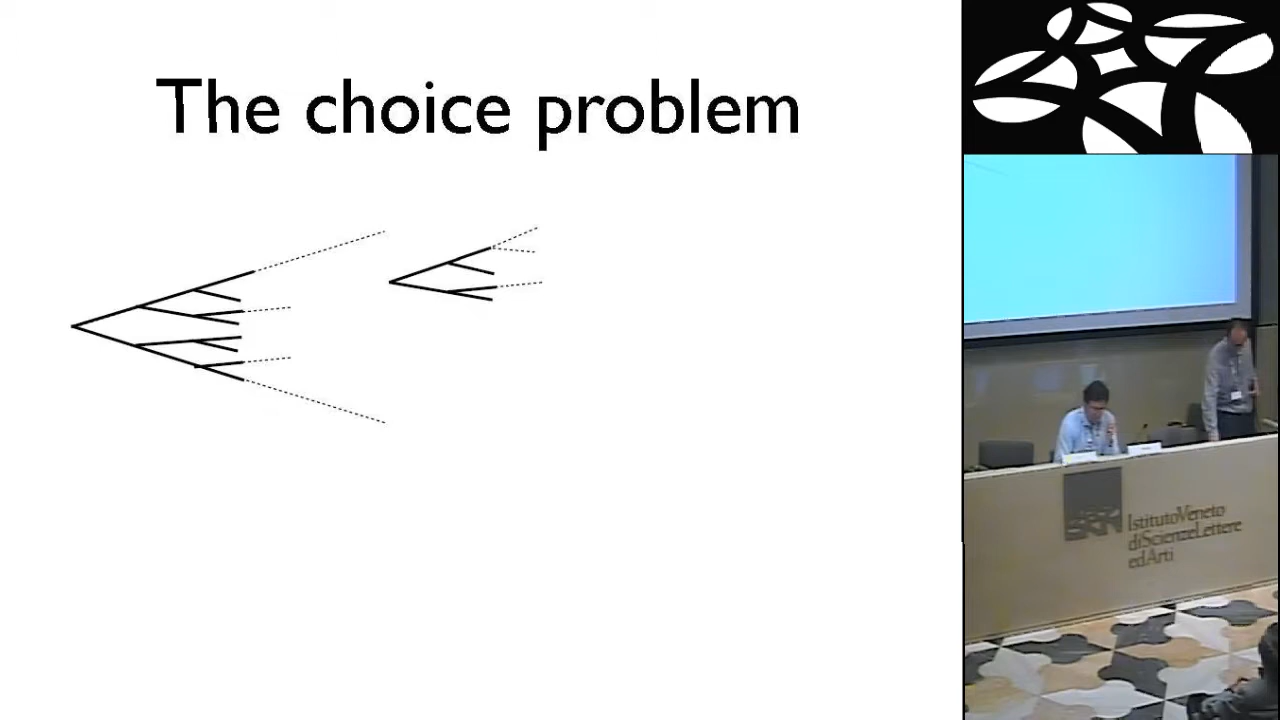 The choice problem
IstitutoVeneto
diScienzeLettere
edArti